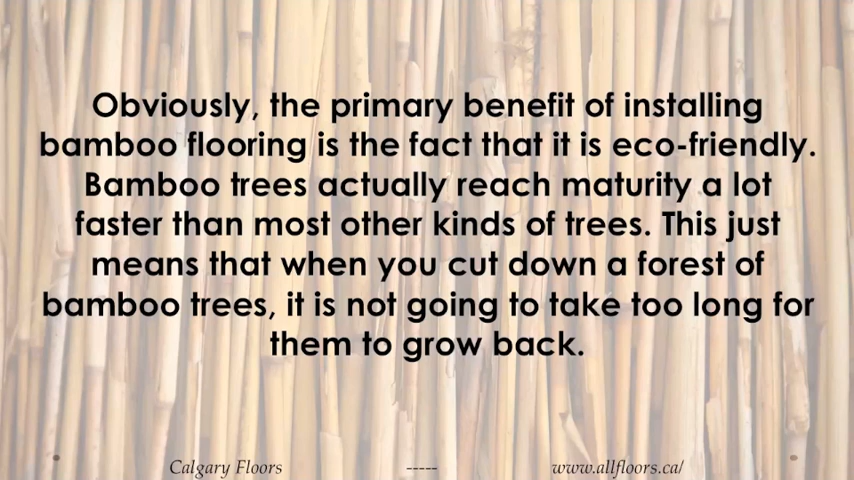 Obviously, the primary benefit of installing
bamboo flooring is the fact that it is eco-friendly.
Bamboo trees actually reach maturity a lot
faster than most other kinds of trees. This just
means that when you cut down a forest of
bamboo trees, it is not going to take too long for
them to grow back.
Calgary Floors ----- www.allfloors.ca/